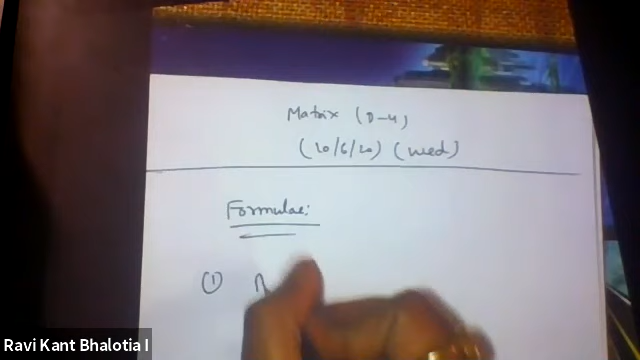 Matrix (D-4)
(10/6/20) (wed)
Formulae:
①
Ravi Kant Bhalotia I